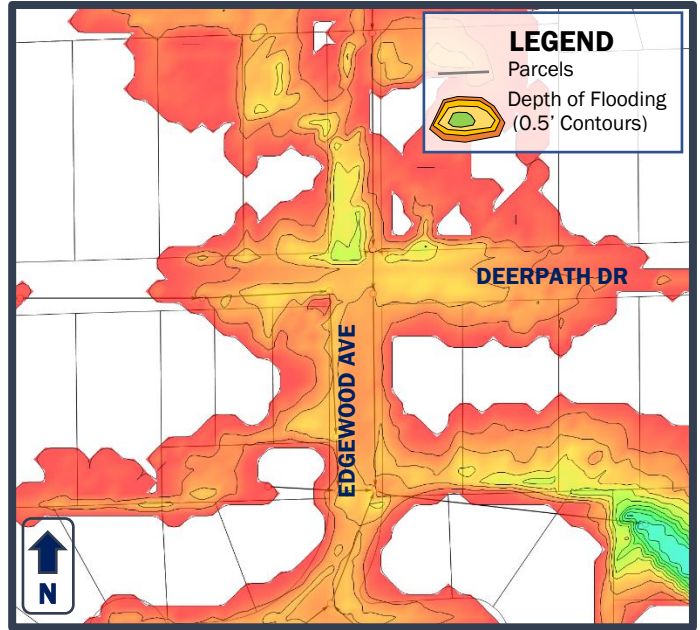 LEGEND
Parcels
Depth of Flooding
(0.5’ Contours)
DEERPATH DR
EDGEWOOD AVE
N